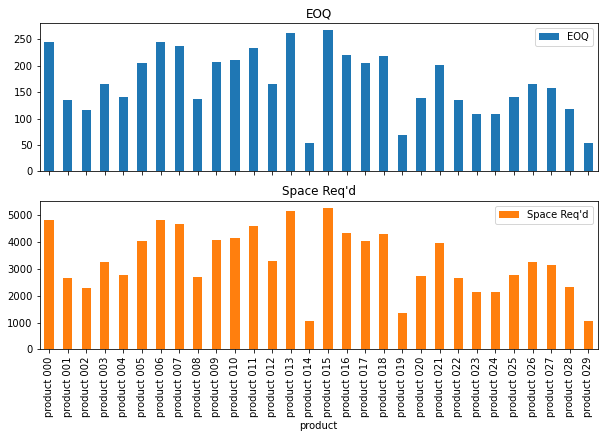 EOQ
EOQ
250
200
150
100
50
0
Space Req'd
Space Req'd
5000
4000
3000
2000
1000
0
product 000
product 001
product 002
product 003
product 004
product 005
product 006
product 007
product 008
product 009
product 010
product 011
product 012
product 013
product 014
product 015
product 016
product 017
product 018
product 019
product 020
product 021
product 022
product 023
product 024
product 025
product 026
product 027
product 028
product 029
product